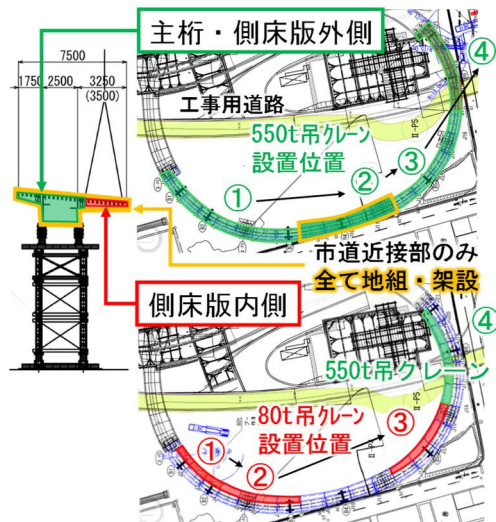 主桁・側床版外側
7500
1750 2500 3250
(3500)
工事用道路
550t吊クレーン
設置位置
①
②
③
④
II-PS
市道近接部のみ
全て地組・架設
側床版内側
④
550t吊クレーン
II-PS
80t吊クレーン
設置位置
①
②
③